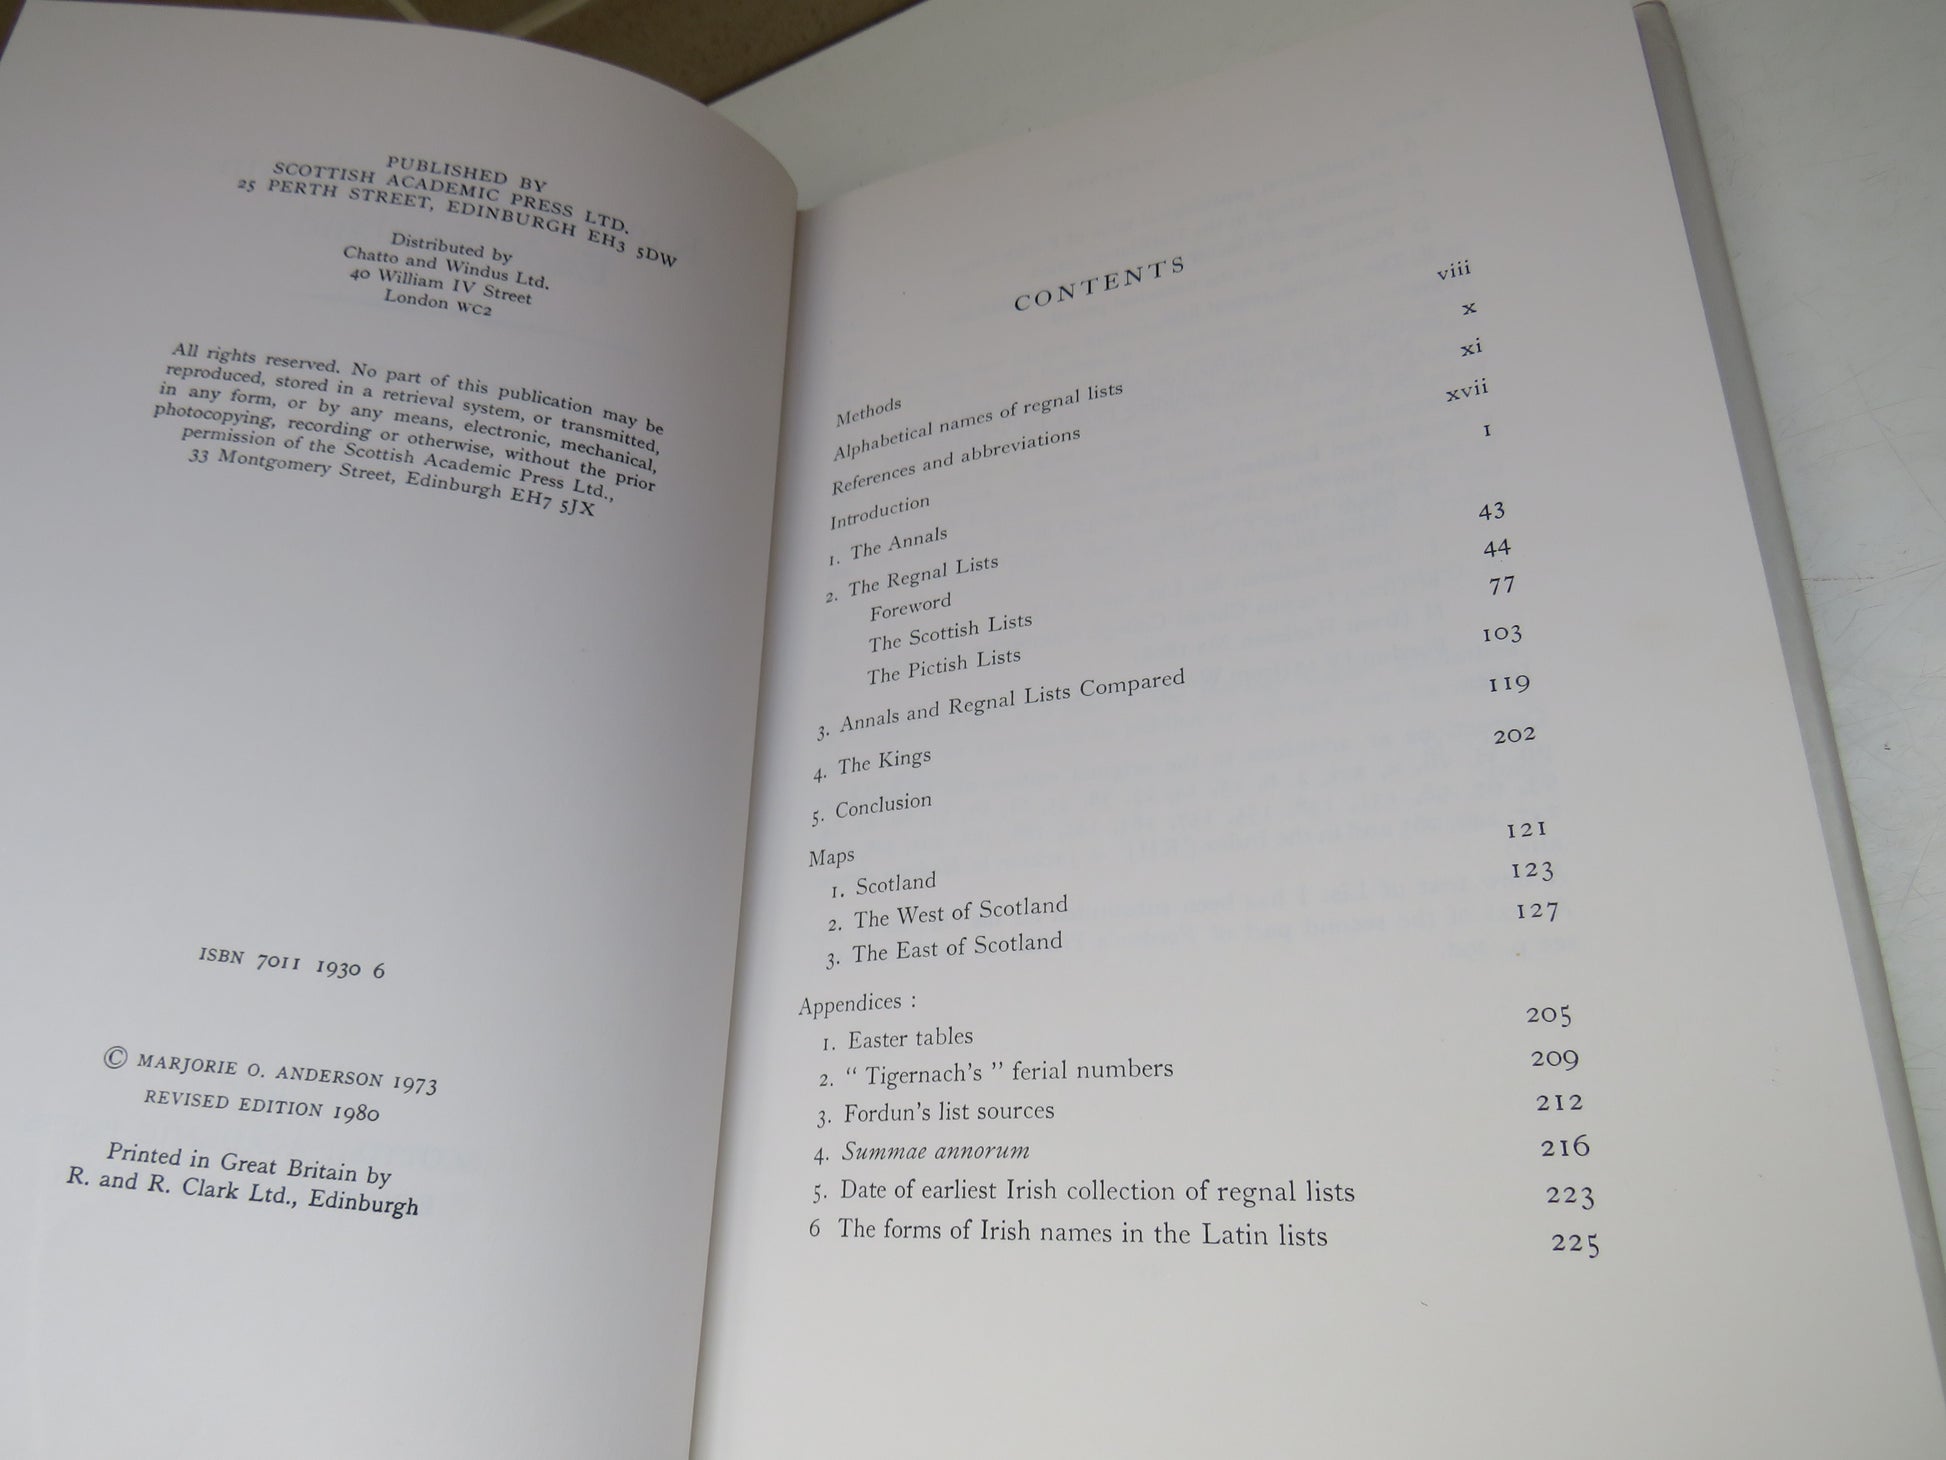 PUBLISHED BY
SCOTTISH ACADEMIC PRESS LTD.
25 PERTH STREET, EDINBURGH EH3 5DW
Distributed by
Chatto and Windus Ltd.
40 William IV Street
London WC2
All rights reserved. No part of this publication may be
reproduced, stored in a retrieval system, or transmitted,
in any form, or by any means, electronic, mechanical,
photocopying, recording or otherwise, without the prior
permission of the Scottish Academic Press Ltd.,
33 Montgomery Street, Edinburgh EH7 5JX
ISBN 7011 1930 6
© MARJORIE O. ANDERSON 1973
REVISED EDITION 1980
Printed in Great Britain by
R. and R. Clark Ltd., Edinburgh
CONTENTS
Methods viii
Alphabetical names of regnal lists x
References and abbreviations xi
Introduction xvii
1. The Annals 1
2. The Regnal Lists
Foreword 43
The Scottish Lists 44
The Pictish Lists 77
3. Annals and Regnal Lists Compared 103
4. The Kings 119
5. Conclusion 202
Maps
1. Scotland 121
2. The West of Scotland 123
3. The East of Scotland 127
Appendices :
1. Easter tables 205
2. " Tigernach's " ferial numbers 209
3. Fordun's list sources 212
4. Summae annorum 216
5. Date of earliest Irish collection of regnal lists 223
6 The forms of Irish names in the Latin lists 225